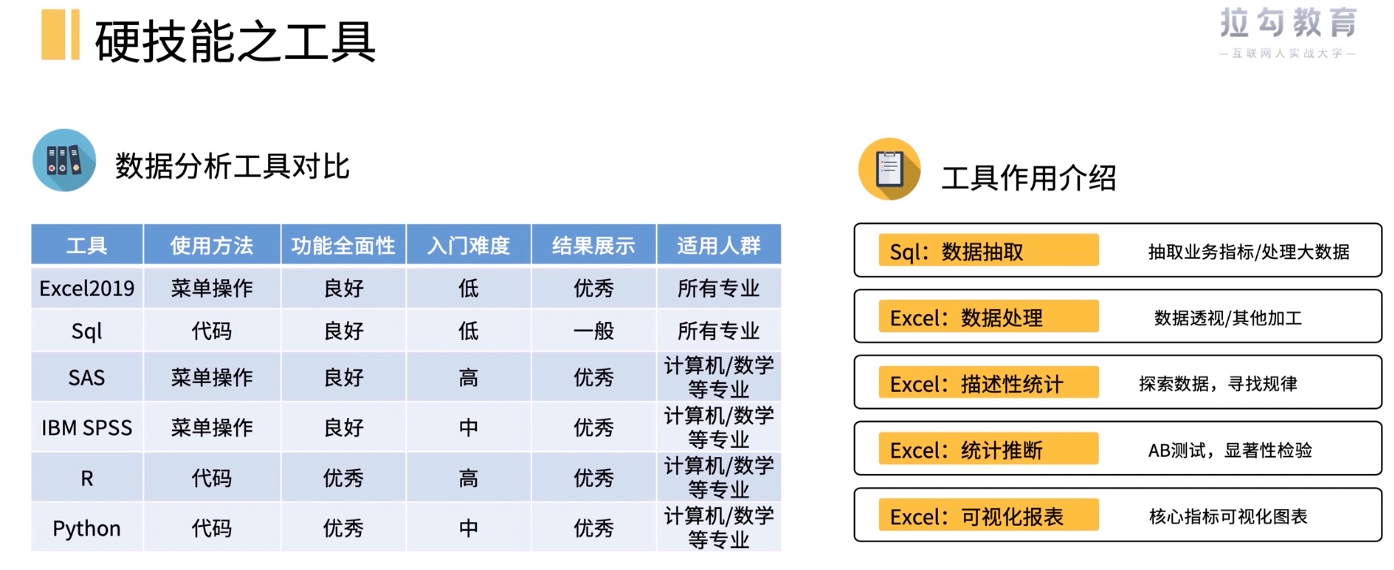 硬技能之工具
拉勾教育
—互联网人实战大学—
数据分析工具对比
工具 使用方法 功能全面性 入门难度 结果展示 适用人群
Excel2019 菜单操作 良好 低 优秀 所有专业
Sql 代码 良好 低 一般 所有专业
SAS 菜单操作 良好 高 优秀 计算机/数学
等专业
IBM SPSS 菜单操作 良好 中 优秀 计算机/数学
等专业
R 代码 优秀 高 优秀 计算机/数学
等专业
Python 代码 优秀 中 优秀 计算机/数学
等专业
工具作用介绍
Sql：数据抽取 抽取业务指标/处理大数据
Excel：数据处理 数据透视/其他加工
Excel：描述性统计 探索数据，寻找规律
Excel：统计推断 AB测试，显著性检验
Excel：可视化报表 核心指标可视化图表